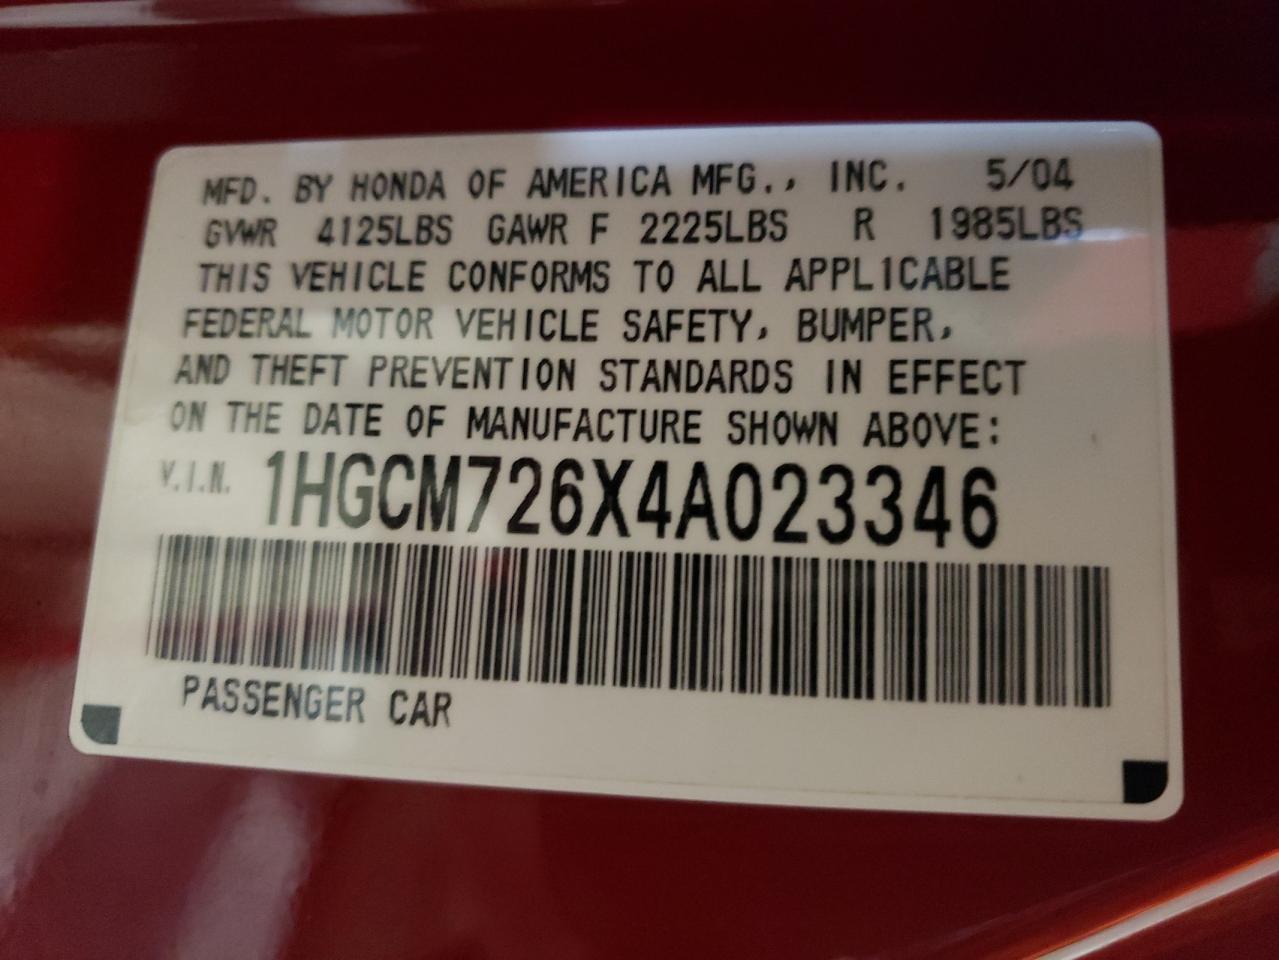 MFD. BY HONDA OF AMERICA MFG., INC. 5/04
GVWR 4125LBS GAWR F 2225LBS R 1985LBS
THIS VEHICLE CONFORMS TO ALL APPLICABLE
FEDERAL MOTOR VEHICLE SAFETY, BUMPER,
AND THEFT PREVENTION STANDARDS IN EFFECT
ON THE DATE OF MANUFACTURE SHOWN ABOVE:
V.I.N. 1HGCM726X4A023346
PASSENGER CAR